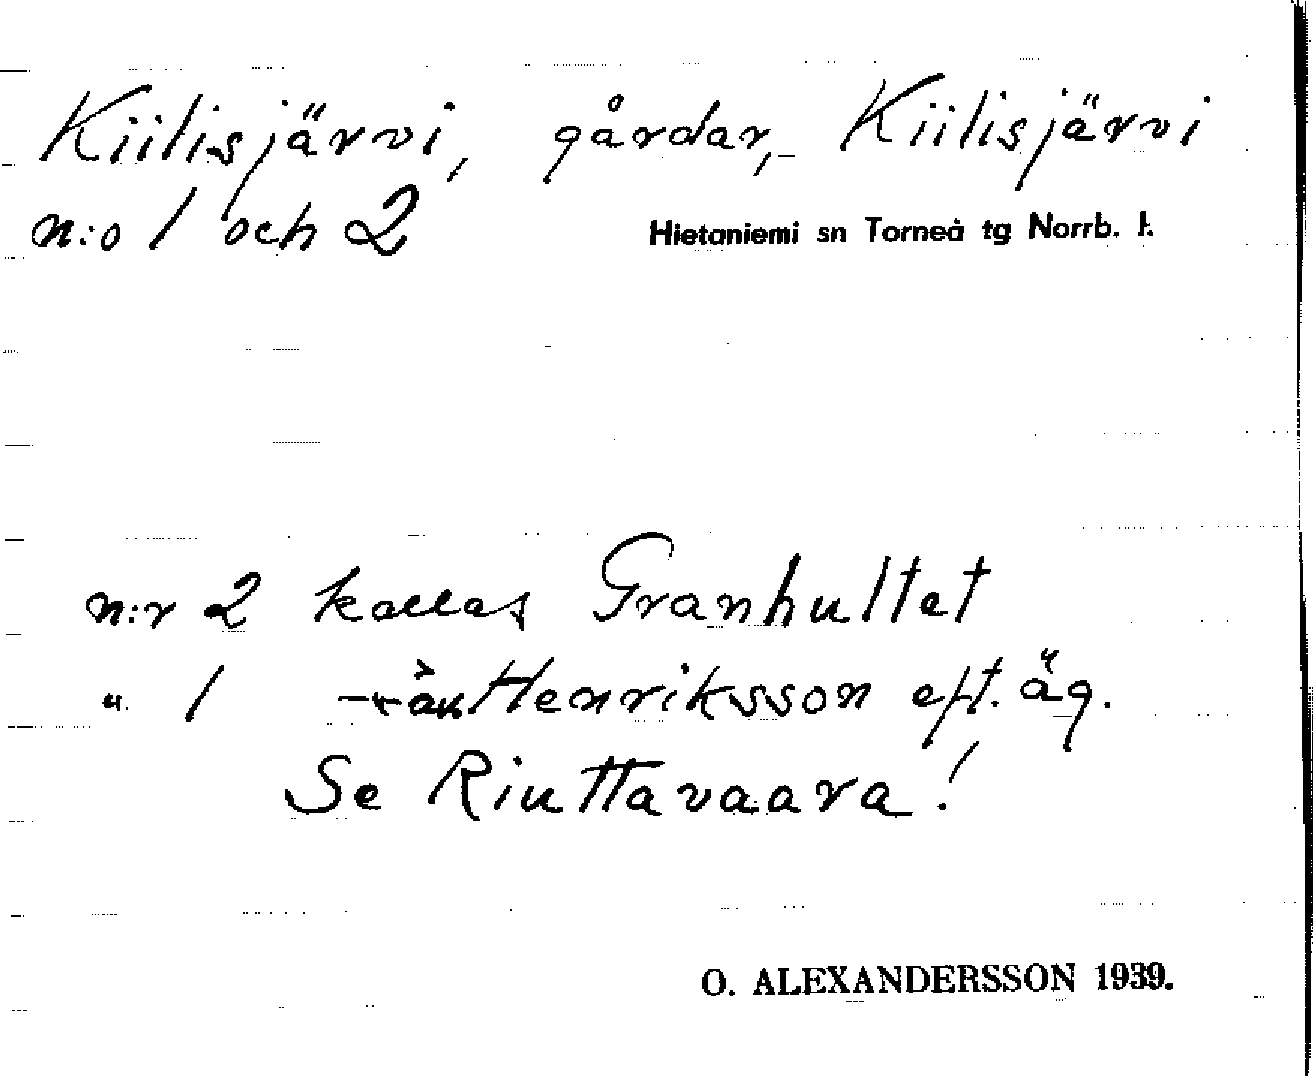 Kiilisjärvi, gårdar, Kiilisjärvi
n:o 1 och 2 Hietaniemi sn Torneå tg Norrb. l.
n:r 2 kallas Granhultet
" 1 Henriksson eft. äg.
Se Riuttavaara!
O. ALEXANDERSSON 1939.